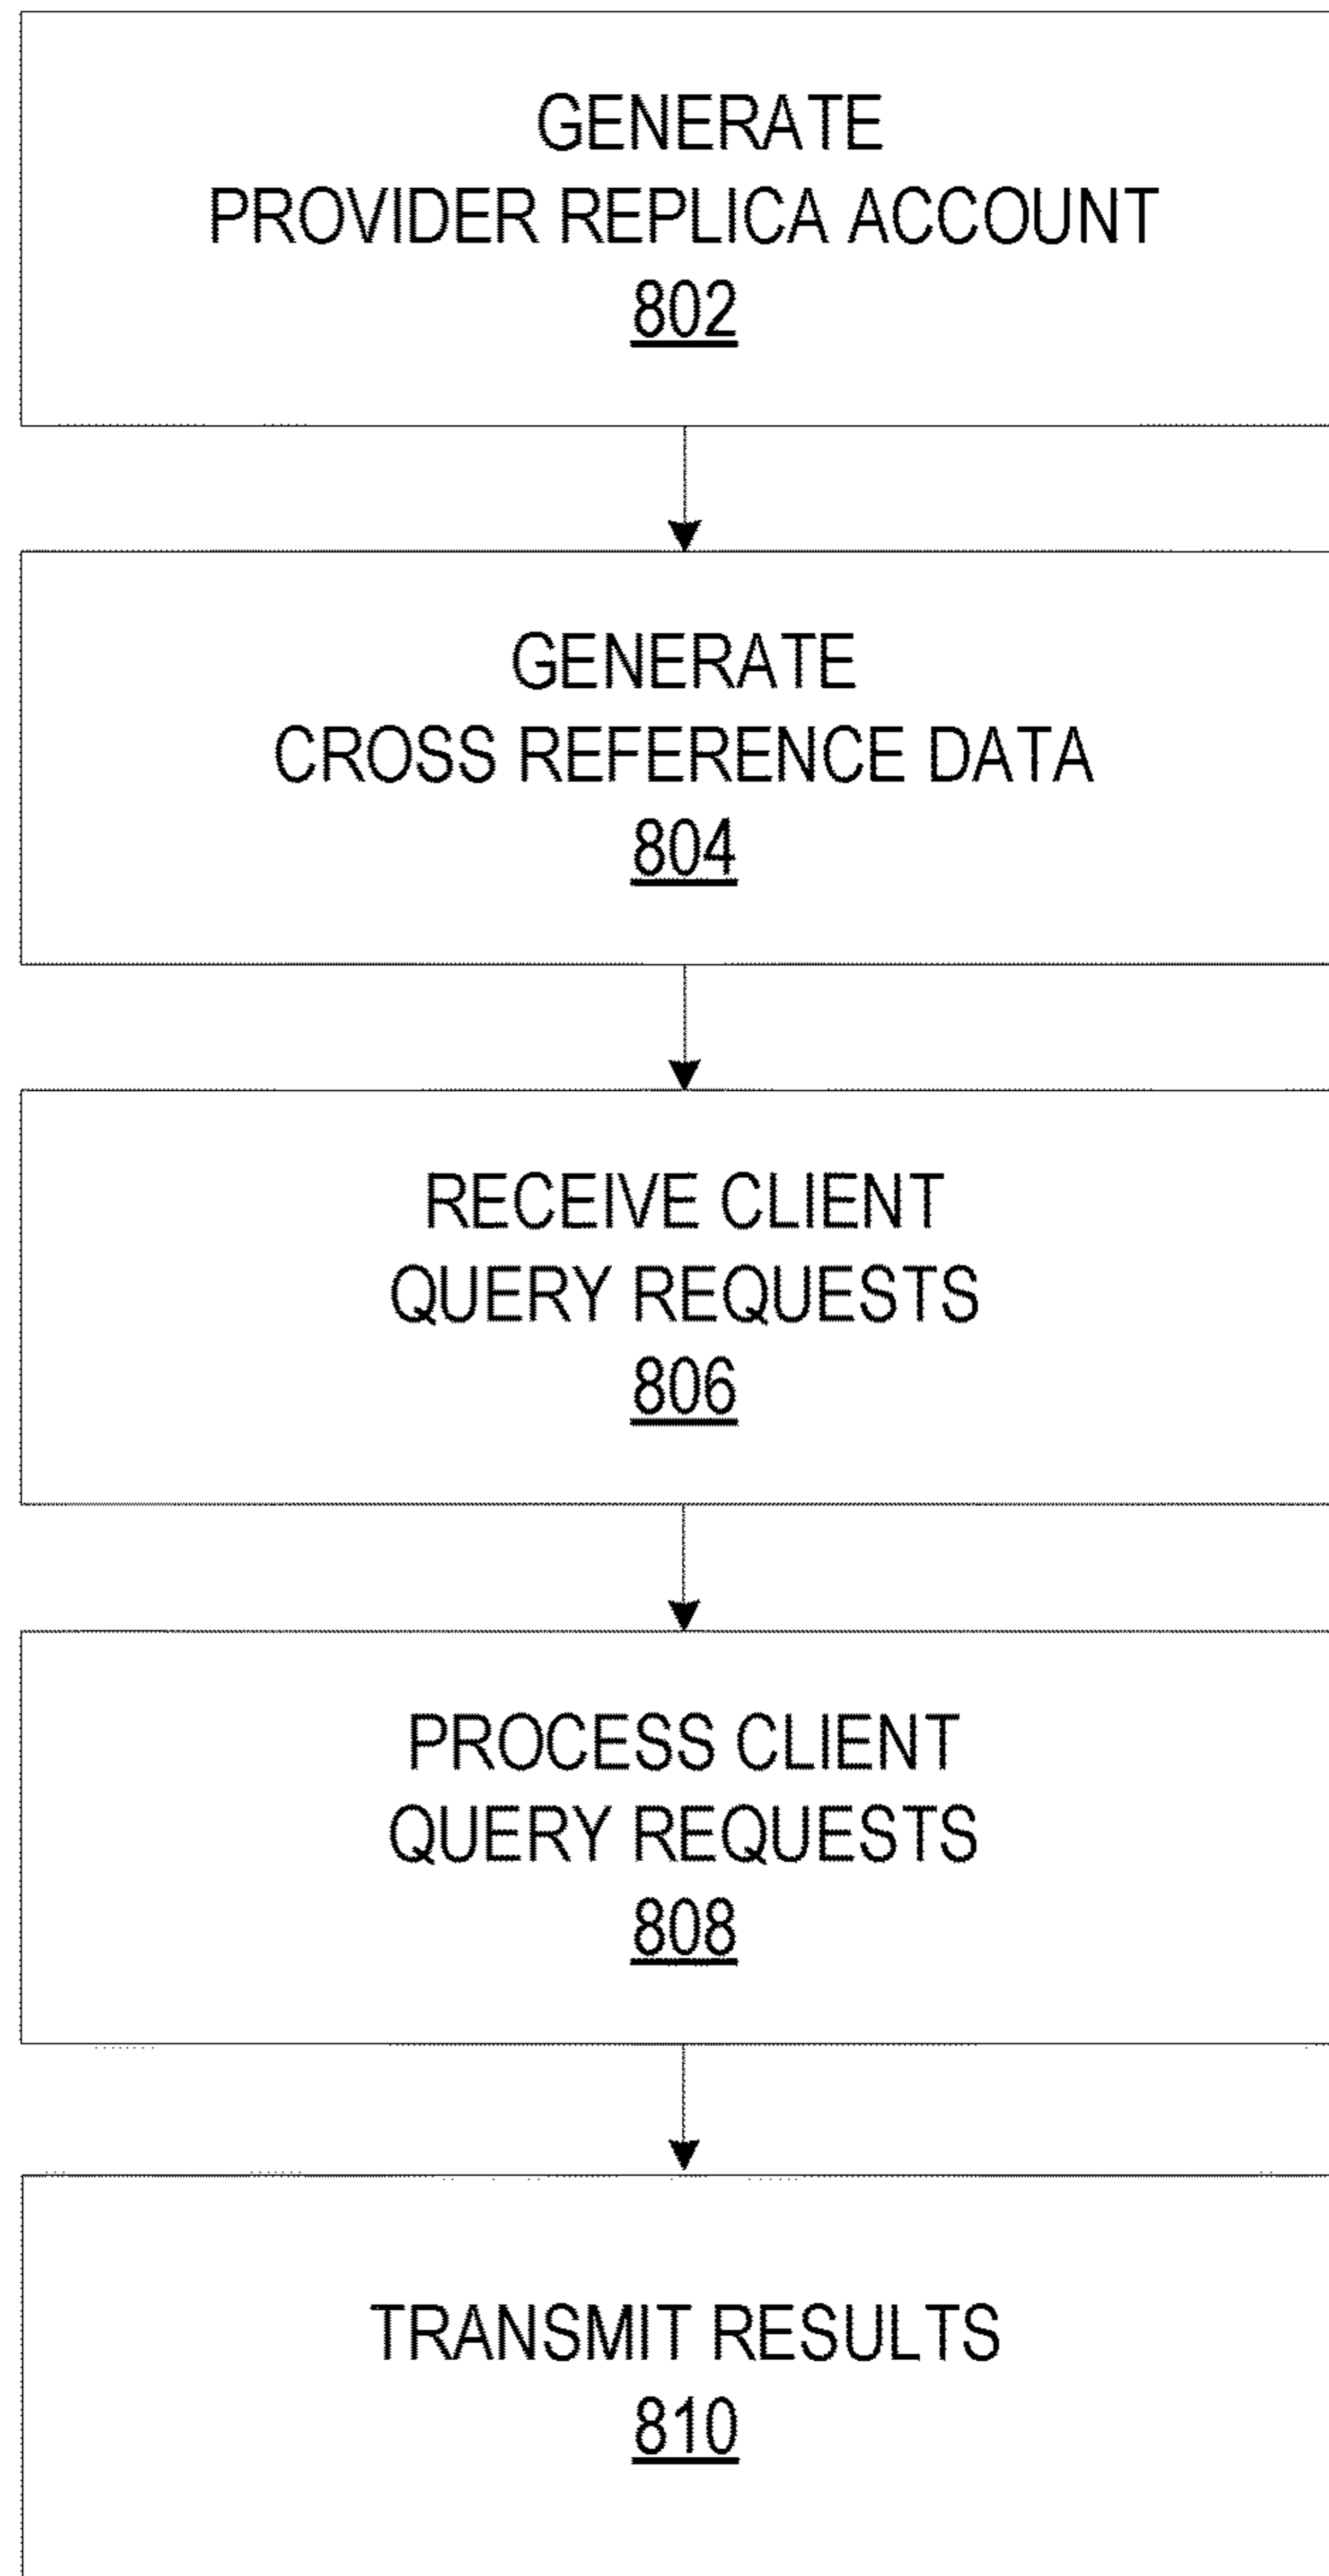 GENERATE
PROVIDER REPLICA ACCOUNT
802
GENERATE
CROSS REFERENCE DATA
804
RECEIVE CLIENT
QUERY REQUESTS
806
PROCESS CLIENT
QUERY REQUESTS
808
TRANSMIT RESULTS
810